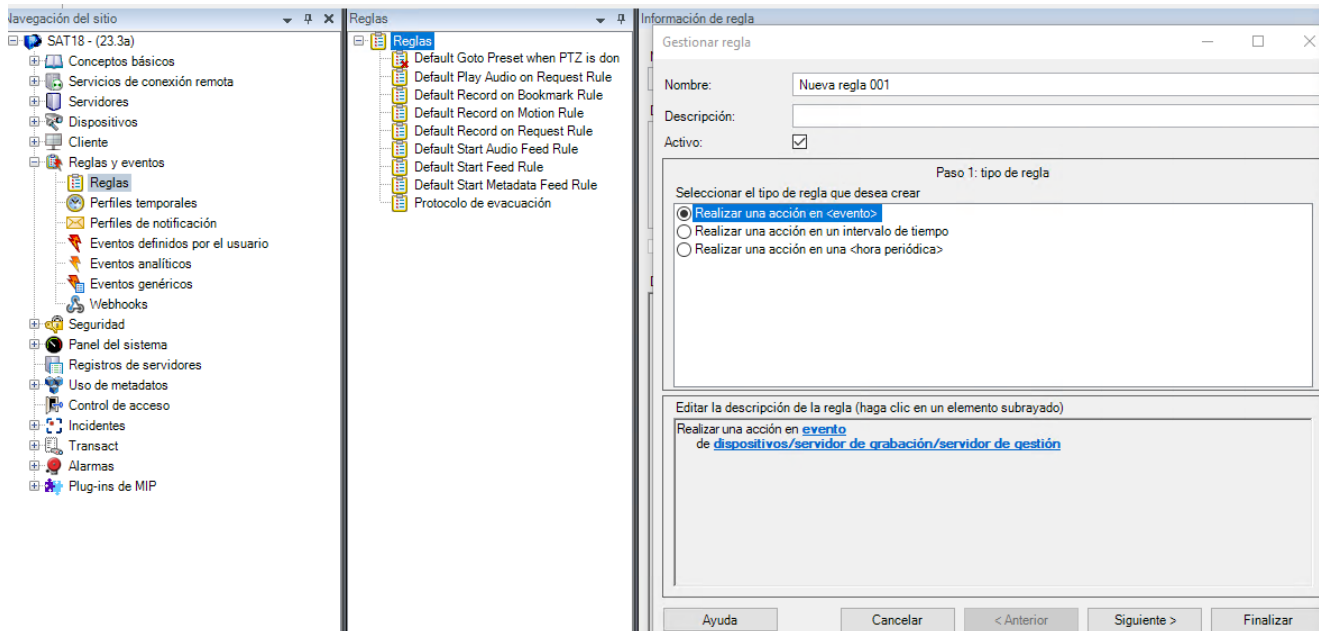 Navegación del sitio
SAT18 - (23.3a)
Conceptos básicos
Servicios de conexión remota
Servidores
Dispositivos
Cliente
Reglas y eventos
Reglas
Perfiles temporales
Perfiles de notificación
Eventos definidos por el usuario
Eventos analíticos
Eventos genéricos
Webhooks
Seguridad
Panel del sistema
Registros de servidores
Uso de metadatos
Control de acceso
Incidentes
Transact
Alarmas
Plug-ins de MIP
Reglas
Reglas
Default Goto Preset when PTZ is don
Default Play Audio on Request Rule
Default Record on Bookmark Rule
Default Record on Motion Rule
Default Record on Request Rule
Default Start Audio Feed Rule
Default Start Feed Rule
Default Start Metadata Feed Rule
Protocolo de evacuación
Información de regla
Gestionar regla
Nombre: Nueva regla 001
Descripción:
Activo:
Paso 1: tipo de regla
Seleccionar el tipo de regla que desea crear
Realizar una acción en <evento>
Realizar una acción en un intervalo de tiempo
Realizar una acción en una <hora periódica>
Editar la descripción de la regla (haga clic en un elemento subrayado)
Realizar una acción en evento
de dispositivos/servidor de grabación/servidor de gestión
Ayuda Cancelar < Anterior Siguiente > Finalizar